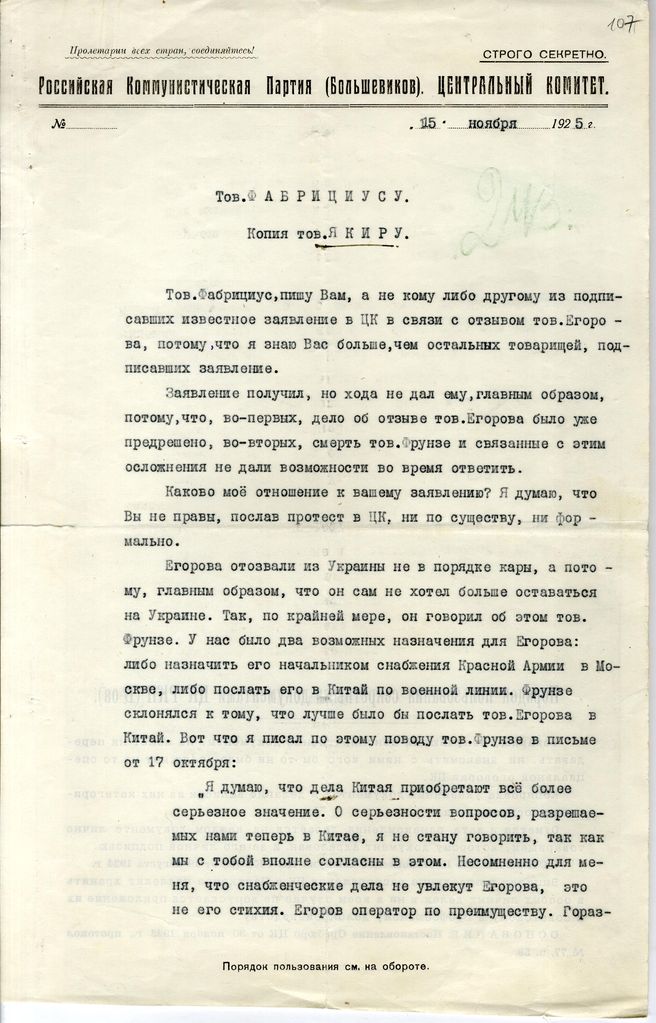 107
Пролетарии всех стран, соединяйтесь!
СТРОГО СЕКРЕТНО.
Российская Коммунистическая Партия (Большевиков). ЦЕНТРАЛЬНЫЙ КОМИТЕТ.
№
15 ноября 1925 г.
Тов.ФАБРИЦИУСУ.
Копия тов.ЯКИРУ.
Тов.Фабрициус,пишу Вам, а не кому либо другому из подпи-
савших известное заявление в ЦК в связи с отзывом тов.Егоро -
ва, потому,что я знаю Вас больше,чем остальных товарищей, под-
писавших заявление.
Заявление получил, но хода не дал ему,главным образом,
потому,что, во-первых, дело об отзыве тов.Егорова было уже
предрешено, во-вторых, смерть тов.Фрунзе и связанные с этим
осложнения не дали возможности во время ответить.
Каково моё отношение к вашему заявлению? Я думаю, что
Вы не правы, послав протест в ЦК, ни по существу, ни фор -
мально.
Егорова отозвали из Украины не в порядке кары, а пото -
му, главным образом, что он сам не хотел больше оставаться
на Украине. Так, по крайней мере, он говорил об этом тов.
Фрунзе. У нас было два возможных назначения для Егорова:
либо назначить его начальником снабжения Красной Армии в Мо-
скве, либо послать его в Китай по военной линии. Фрунзе
склонялся к тому, что лучше было бы послать тов.Егорова в
Китай. Вот что я писал по этому поводу тов.Фрунзе в письме
от 17 октября:
„Я думаю, что дела Китая приобретают всё более
серьезное значение. О серьезности вопросов, разрешае-
мых нами теперь в Китае, я не стану говорить, так как
мы с тобой вполне согласны в этом. Несомненно для ме-
ня, что снабженческие дела не увлекут Егорова, это
не его стихия. Егоров оператор по преимуществу. Гораз-
Порядок пользования см. на обороте.